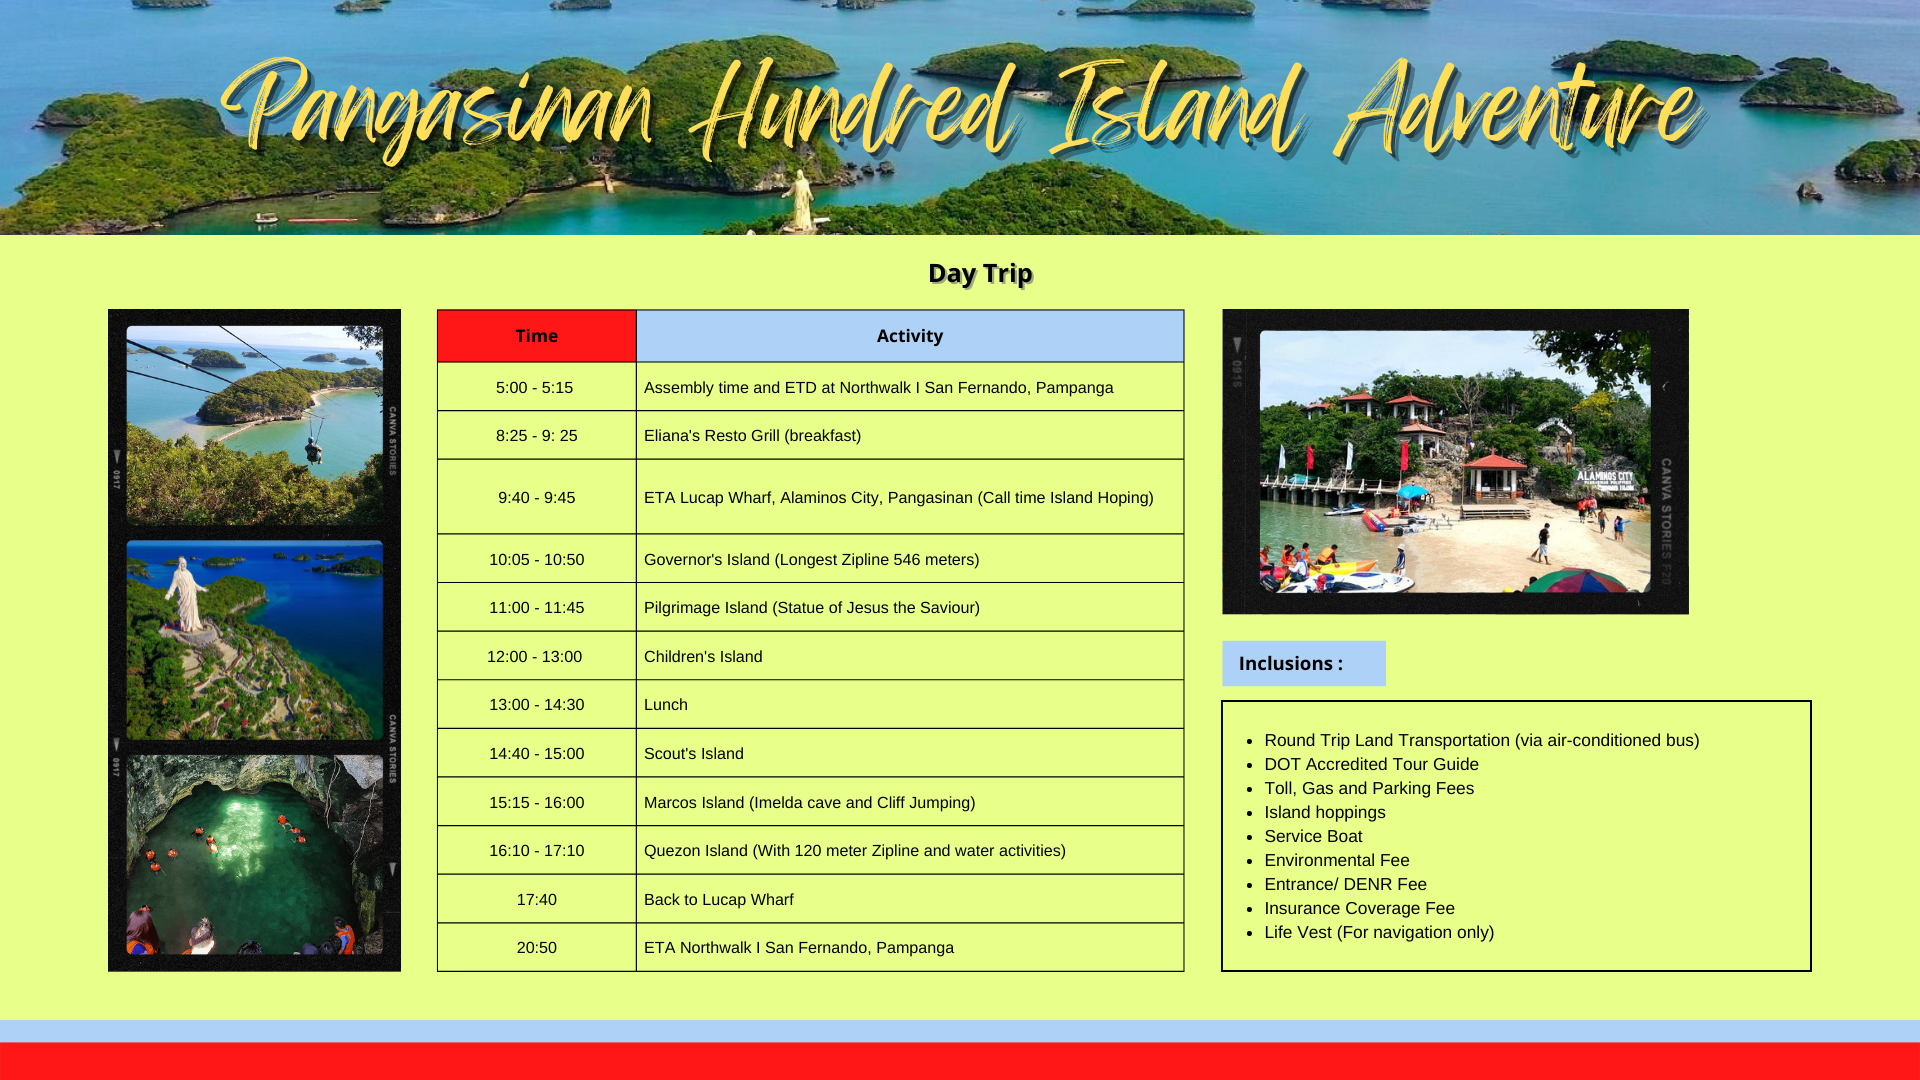 Pangasinan Hundred Island Adventure
Day Trip
Time Activity
5:00 - 5:15 Assembly time and ETD at Northwalk I San Fernando, Pampanga
8:25 - 9: 25 Eliana's Resto Grill (breakfast)
9:40 - 9:45 ETA Lucap Wharf, Alaminos City, Pangasinan (Call time Island Hoping)
10:05 - 10:50 Governor's Island (Longest Zipline 546 meters)
11:00 - 11:45 Pilgrimage Island (Statue of Jesus the Saviour)
12:00 - 13:00 Children's Island
13:00 - 14:30 Lunch
14:40 - 15:00 Scout's Island
15:15 - 16:00 Marcos Island (Imelda cave and Cliff Jumping)
16:10 - 17:10 Quezon Island (With 120 meter Zipline and water activities)
17:40 Back to Lucap Wharf
20:50 ETA Northwalk I San Fernando, Pampanga
CANVA STORIES
0917
CANVA STORIES
0917
0916
ALAMINOS CITY
CANVA STORIES F20
Inclusions :
• Round Trip Land Transportation (via air-conditioned bus)
• DOT Accredited Tour Guide
• Toll, Gas and Parking Fees
• Island hoppings
• Service Boat
• Environmental Fee
• Entrance/ DENR Fee
• Insurance Coverage Fee
• Life Vest (For navigation only)